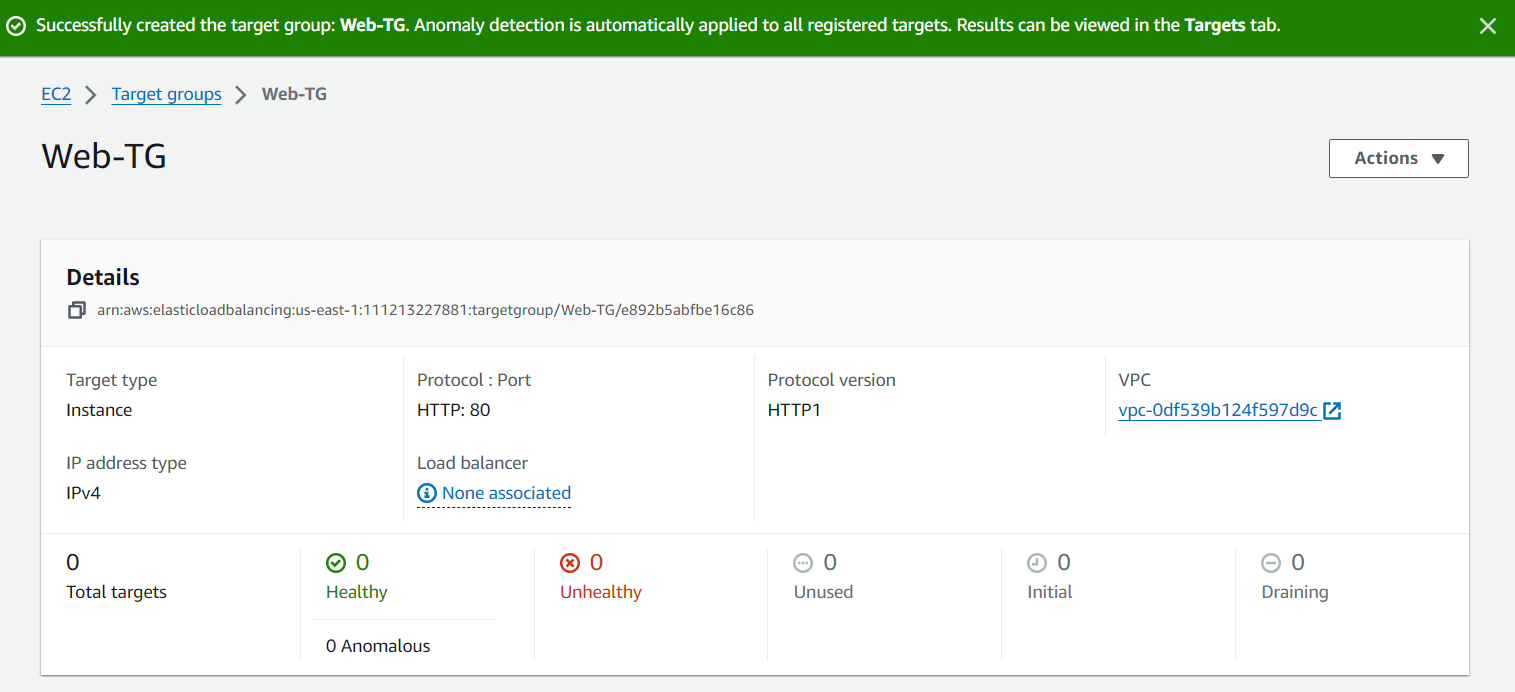 Successfully created the target group: Web-TG. Anomaly detection is automatically applied to all registered targets. Results can be viewed in the Targets tab.
EC2 > Target groups > Web-TG
Web-TG
Actions
Details
arn:aws:elasticloadbalancing:us-east-1:111213227881:targetgroup/Web-TG/e892b5abfbe16c86
Target type
Instance
Protocol : Port
HTTP: 80
Protocol version
HTTP1
VPC
vpc-0df539b124f597d9c
IP address type
IPv4
Load balancer
None associated
0
Total targets
0
Healthy
0 Anomalous
0
Unhealthy
0
Unused
0
Initial
0
Draining